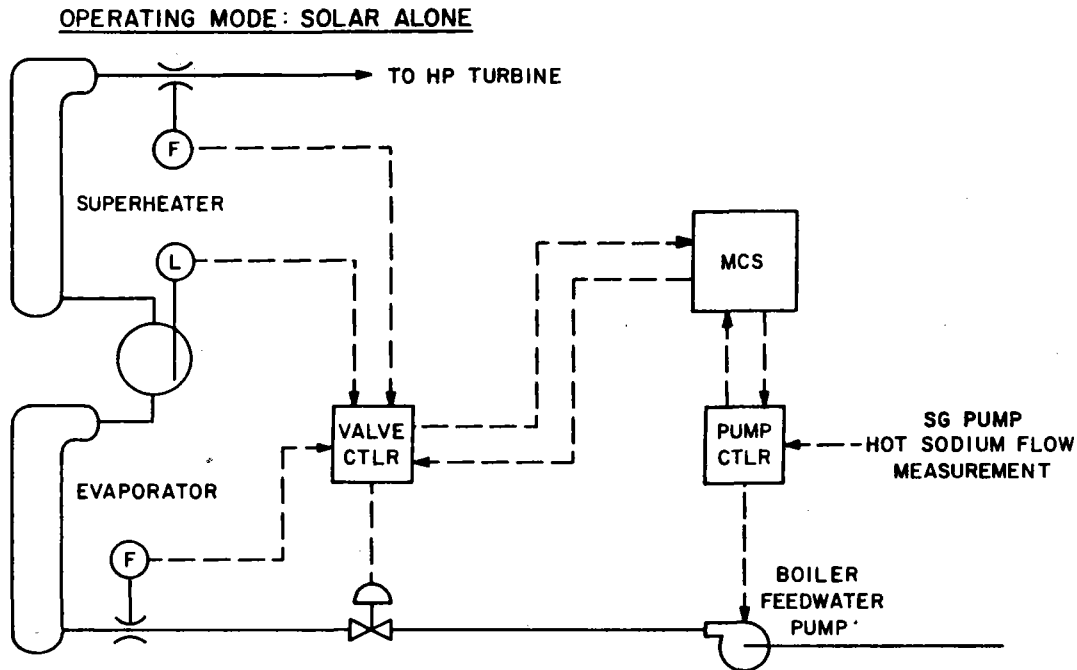 OPERATING MODE: SOLAR ALONE
TO HP TURBINE
F
SUPERHEATER
L
MCS
VALVE
CTLR
PUMP
CTLR
SG PUMP
HOT SODIUM FLOW
MEASUREMENT
EVAPORATOR
F
BOILER
FEEDWATER
PUMP